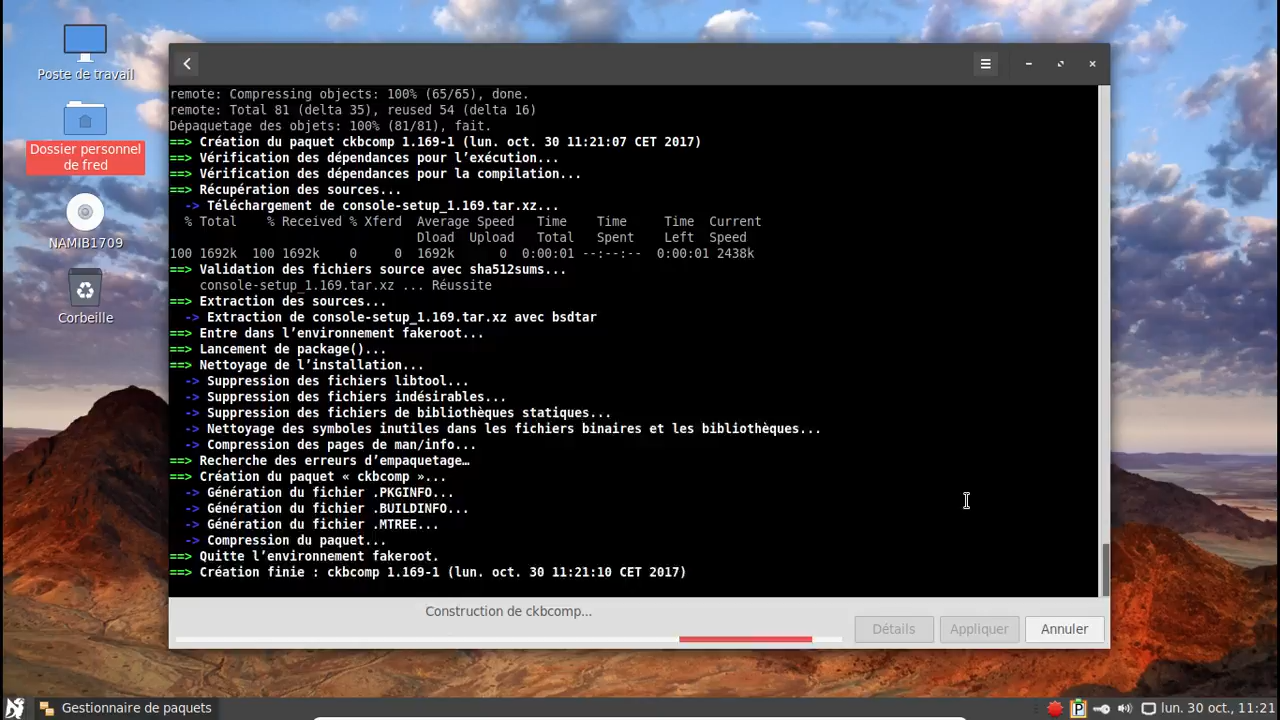 Poste de travail
Dossier personnel
de fred
NAMIB1709
Corbeille
remote: Compressing objects: 100% (65/65), done.
remote: Total 81 (delta 35), reused 54 (delta 16)
Dépaquetage des objets: 100% (81/81), fait.
==> Création du paquet ckbcomp 1.169-1 (lun. oct. 30 11:21:07 CET 2017)
==> Vérification des dépendances pour l’exécution...
==> Vérification des dépendances pour la compilation...
==> Récupération des sources...
-> Téléchargement de console-setup_1.169.tar.xz...
% Total % Received % Xferd Average Speed Time Time Time Current
Dload Upload Total Spent Left Speed
100 1692k 100 1692k 0 0 1692k 0 0:00:01 --:--:-- 0:00:01 2438k
==> Validation des fichiers source avec sha512sums...
console-setup_1.169.tar.xz ... Réussite
==> Extraction des sources...
-> Extraction de console-setup_1.169.tar.xz avec bsdtar
==> Entre dans l’environnement fakeroot...
==> Lancement de package()...
==> Nettoyage de l’installation...
-> Suppression des fichiers libtool...
-> Suppression des fichiers indésirables...
-> Suppression des fichiers de bibliothèques statiques...
-> Nettoyage des symboles inutiles dans les fichiers binaires et les bibliothèques...
-> Compression des pages de man/info...
==> Recherche des erreurs d’empaquetage…
==> Création du paquet « ckbcomp »...
-> Génération du fichier .PKGINFO...
-> Génération du fichier .BUILDINFO...
-> Génération du fichier .MTREE...
-> Compression du paquet...
==> Quitte l’environnement fakeroot.
==> Création finie : ckbcomp 1.169-1 (lun. oct. 30 11:21:10 CET 2017)
Construction de ckbcomp...
Détails Appliquer Annuler
Gestionnaire de paquets P lun. 30 oct., 11:21